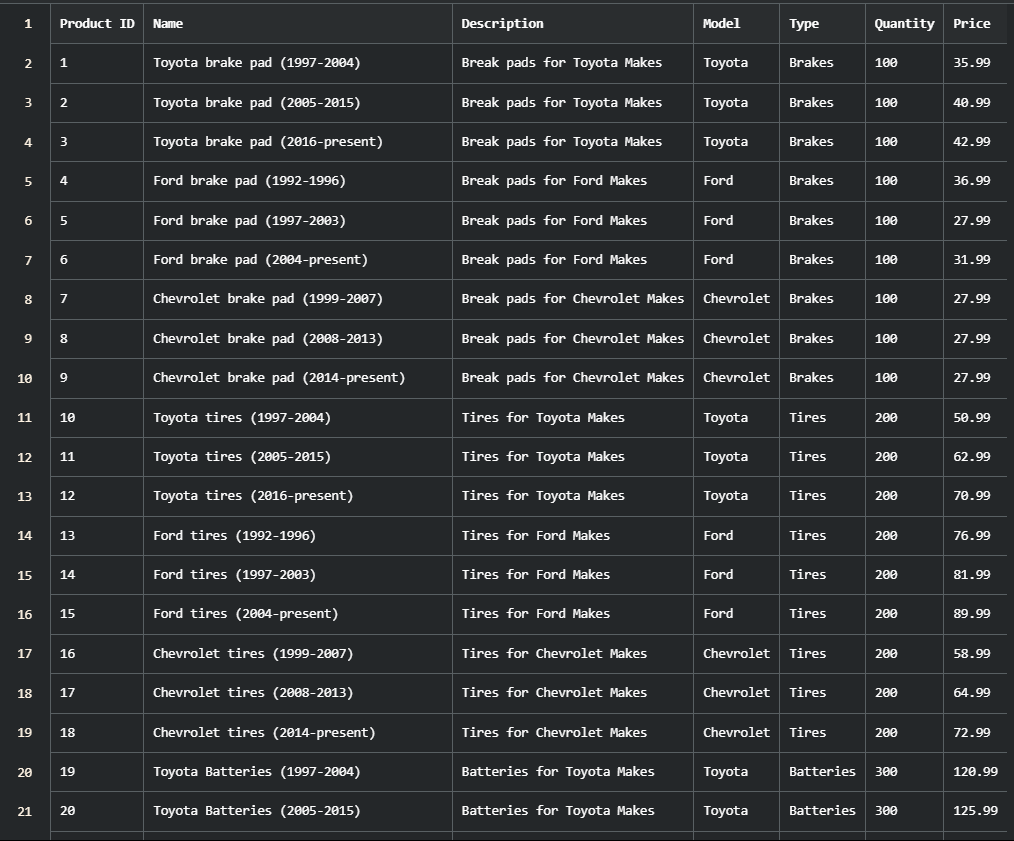 1 Product ID Name Description Model Type Quantity Price
2 1 Toyota brake pad (1997-2004) Break pads for Toyota Makes Toyota Brakes 100 35.99
3 2 Toyota brake pad (2005-2015) Break pads for Toyota Makes Toyota Brakes 100 40.99
4 3 Toyota brake pad (2016-present) Break pads for Toyota Makes Toyota Brakes 100 42.99
5 4 Ford brake pad (1992-1996) Break pads for Ford Makes Ford Brakes 100 36.99
6 5 Ford brake pad (1997-2003) Break pads for Ford Makes Ford Brakes 100 27.99
7 6 Ford brake pad (2004-present) Break pads for Ford Makes Ford Brakes 100 31.99
8 7 Chevrolet brake pad (1999-2007) Break pads for Chevrolet Makes Chevrolet Brakes 100 27.99
9 8 Chevrolet brake pad (2008-2013) Break pads for Chevrolet Makes Chevrolet Brakes 100 27.99
10 9 Chevrolet brake pad (2014-present) Break pads for Chevrolet Makes Chevrolet Brakes 100 27.99
11 10 Toyota tires (1997-2004) Tires for Toyota Makes Toyota Tires 200 50.99
12 11 Toyota tires (2005-2015) Tires for Toyota Makes Toyota Tires 200 62.99
13 12 Toyota tires (2016-present) Tires for Toyota Makes Toyota Tires 200 70.99
14 13 Ford tires (1992-1996) Tires for Ford Makes Ford Tires 200 76.99
15 14 Ford tires (1997-2003) Tires for Ford Makes Ford Tires 200 81.99
16 15 Ford tires (2004-present) Tires for Ford Makes Ford Tires 200 89.99
17 16 Chevrolet tires (1999-2007) Tires for Chevrolet Makes Chevrolet Tires 200 58.99
18 17 Chevrolet tires (2008-2013) Tires for Chevrolet Makes Chevrolet Tires 200 64.99
19 18 Chevrolet tires (2014-present) Tires for Chevrolet Makes Chevrolet Tires 200 72.99
20 19 Toyota Batteries (1997-2004) Batteries for Toyota Makes Toyota Batteries 300 120.99
21 20 Toyota Batteries (2005-2015) Batteries for Toyota Makes Toyota Batteries 300 125.99